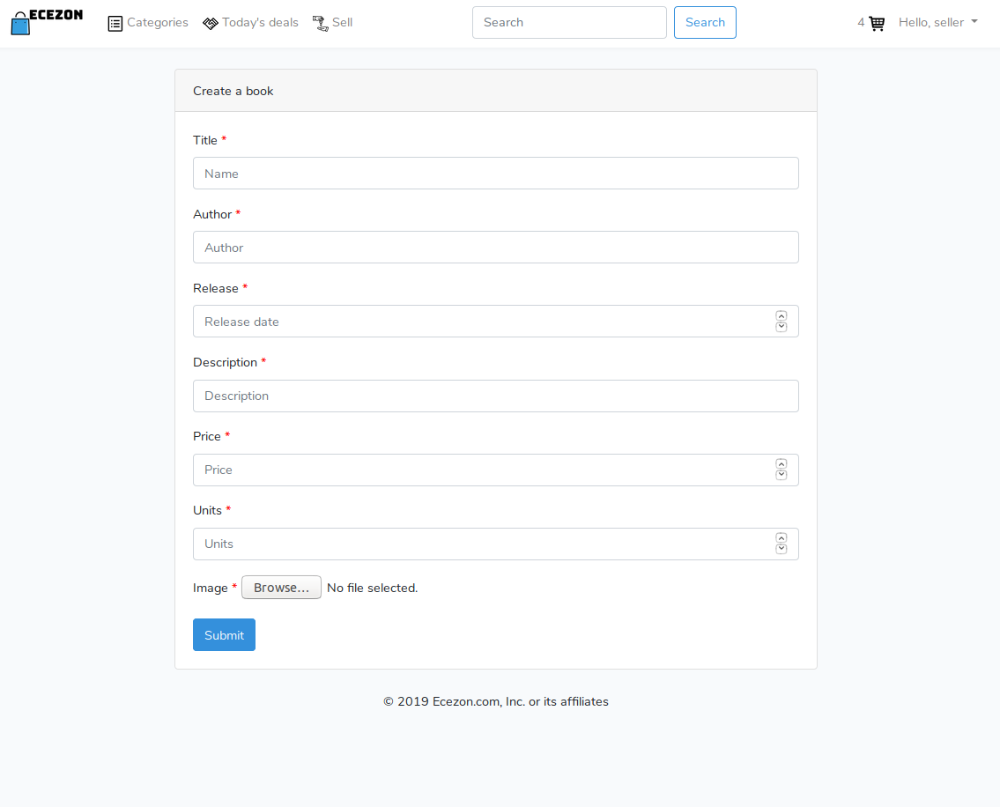 ECEZON Categories Today's deals Sell Search Search 4 Hello, seller
Create a book
Title *
Name
Author *
Author
Release *
Release date
Description *
Description
Price *
Price
Units *
Units
Image * Browse... No file selected.
Submit
© 2019 Ecezon.com, Inc. or its affiliates